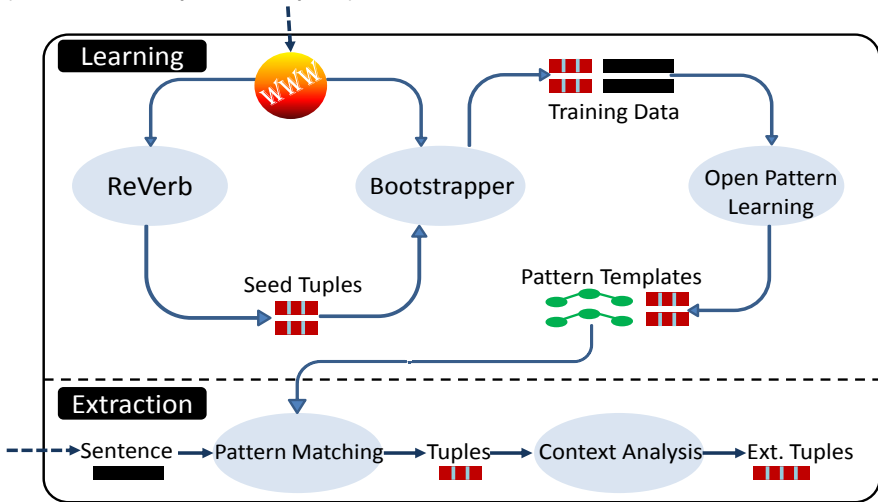 Learning
WWW
ReVerb
Bootstrapper
Training Data
Open Pattern
Learning
Seed Tuples
Pattern Templates
Extraction
Sentence
Pattern Matching
Tuples
Context Analysis
Ext. Tuples